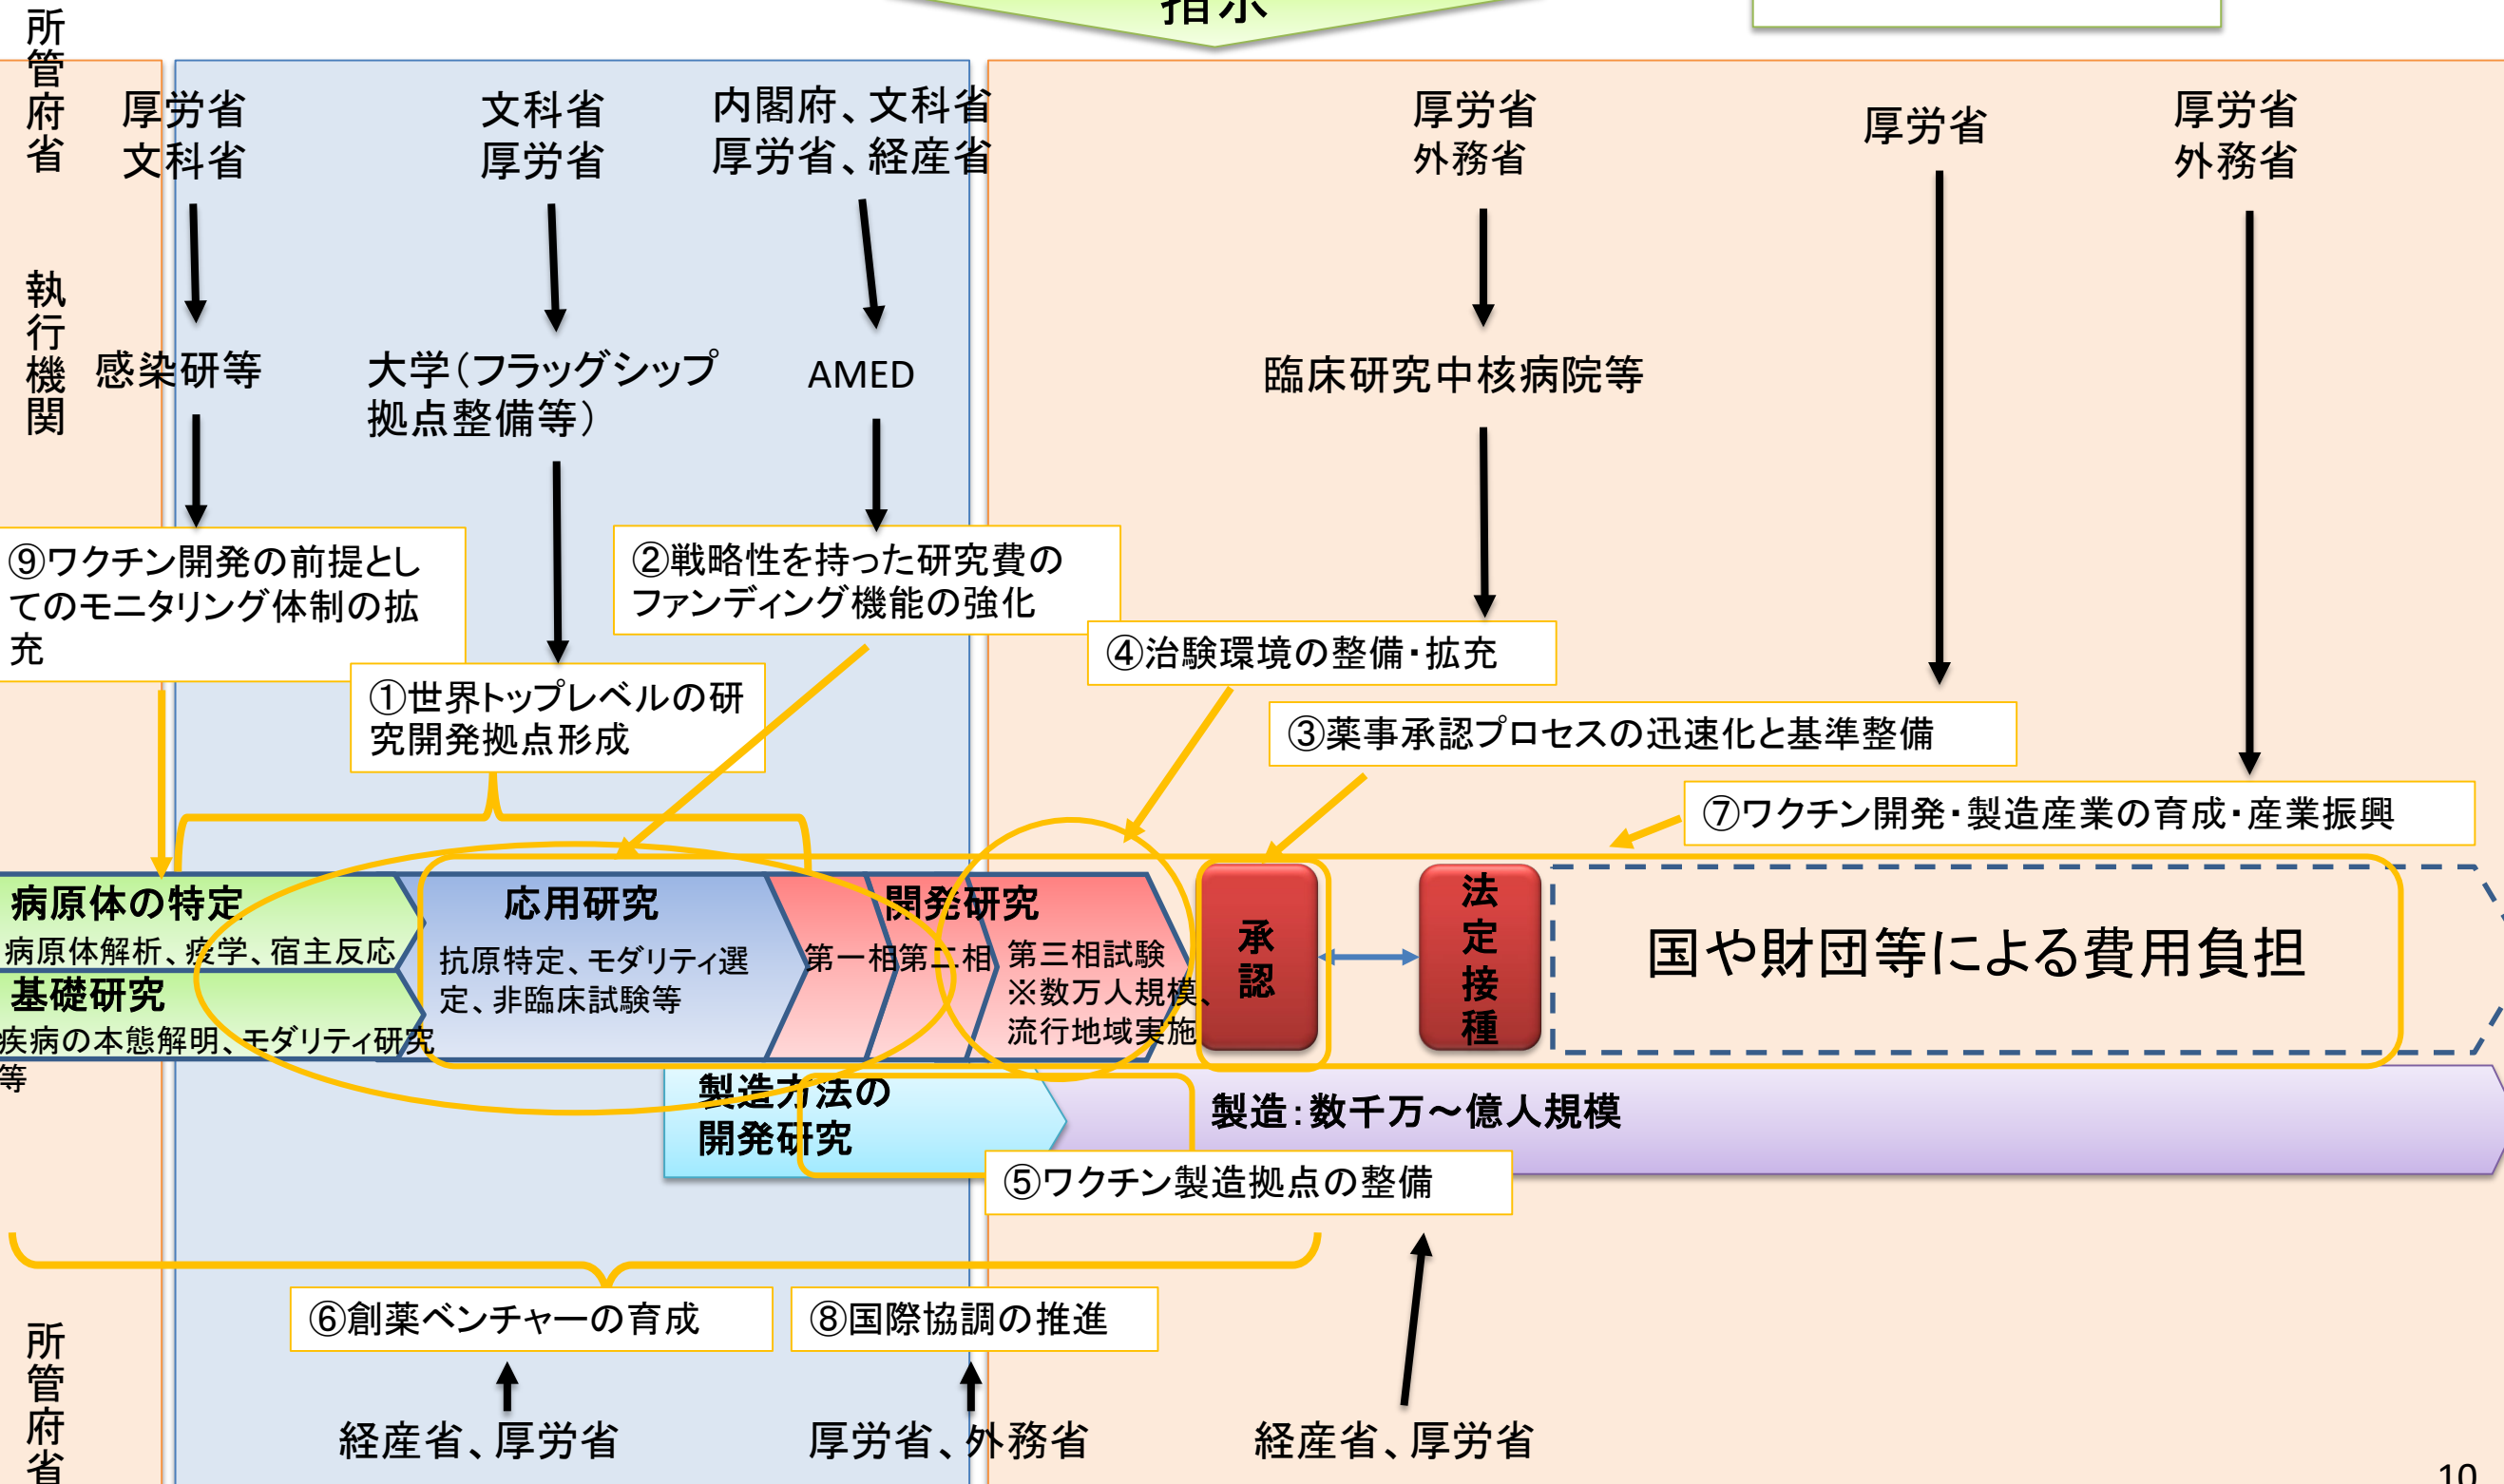 指示
所管府省
厚労省
文科省
文科省
厚労省
内閣府、文科省
厚労省、経産省
厚労省
外務省
厚労省
厚労省
外務省
執行機関
感染研等
大学（フラッグシップ
拠点整備等）
AMED
臨床研究中核病院等
⑨ワクチン開発の前提とし
てのモニタリング体制の拡
充
②戦略性を持った研究費の
ファンディング機能の強化
④治験環境の整備・拡充
①世界トップレベルの研
究開発拠点形成
③薬事承認プロセスの迅速化と基準整備
⑦ワクチン開発・製造産業の育成・産業振興
病原体の特定
病原体解析、疫学、宿主反応
基礎研究
疾病の本態解明、モダリティ研究
等
応用研究
抗原特定、モダリティ選
定、非臨床試験等
開発研究
第一相
第二相
第三相試験
※数万人規模、
流行地域実施
承認
法定接種
国や財団等による費用負担
製造方法の
開発研究
製造：数千万～億人規模
⑤ワクチン製造拠点の整備
⑥創薬ベンチャーの育成
⑧国際協調の推進
所管府省
経産省、厚労省
厚労省、外務省
経産省、厚労省
10